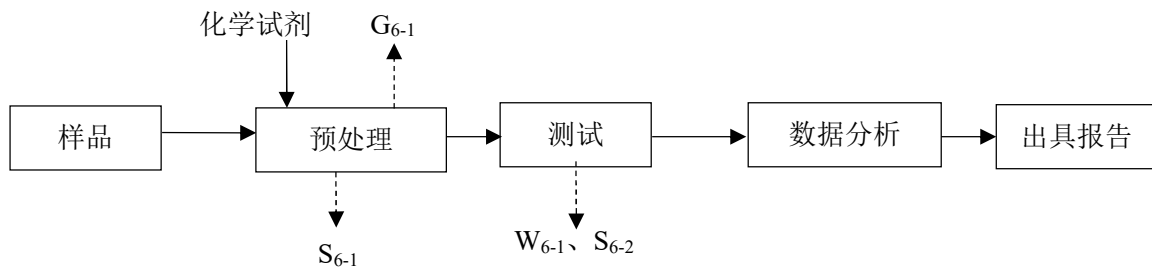 化学试剂
G6-1
样品
预处理
测试
数据分析
出具报告
S6-1
W6-1、S6-2